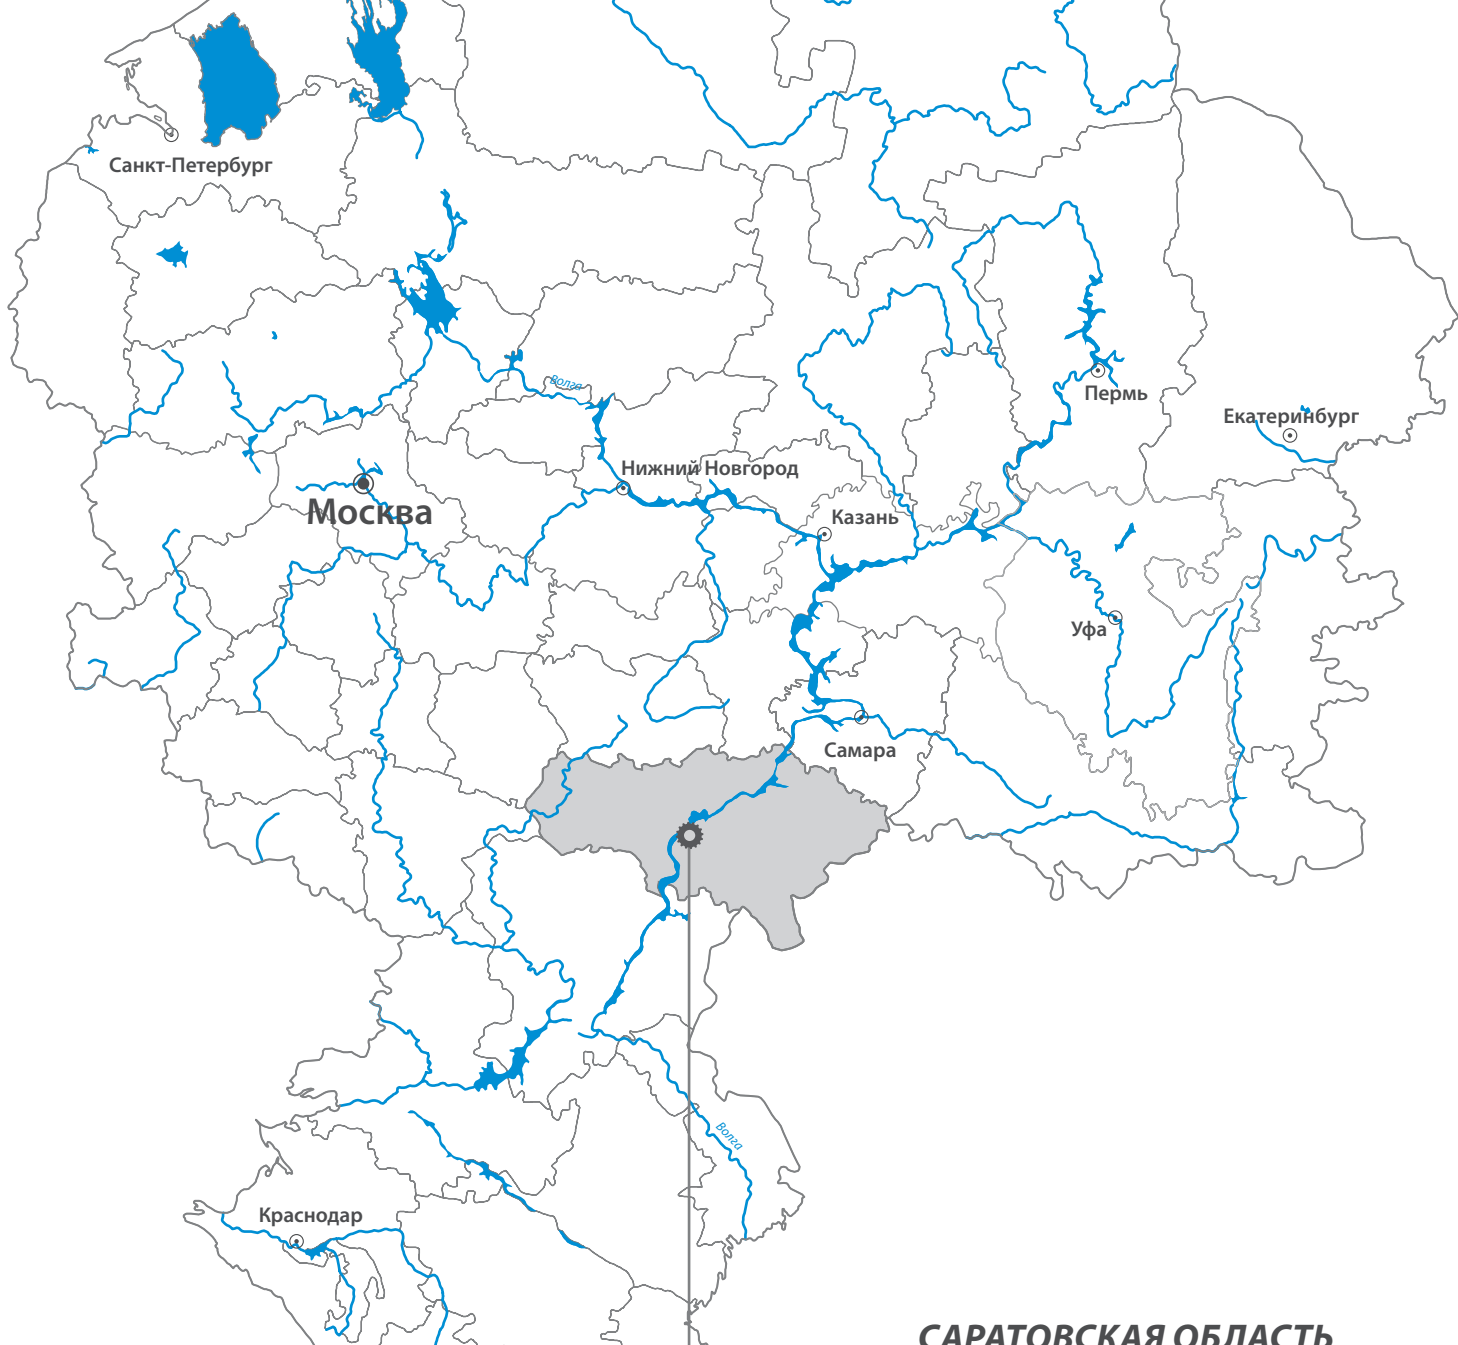 Санкт-Петербург
Волга
Пермь
Екатеринбург
Нижний Новгород
Москва
Казань
Уфа
Самара
Волга
Краснодар
САРАТОВСКАЯ ОБЛАСТЬ